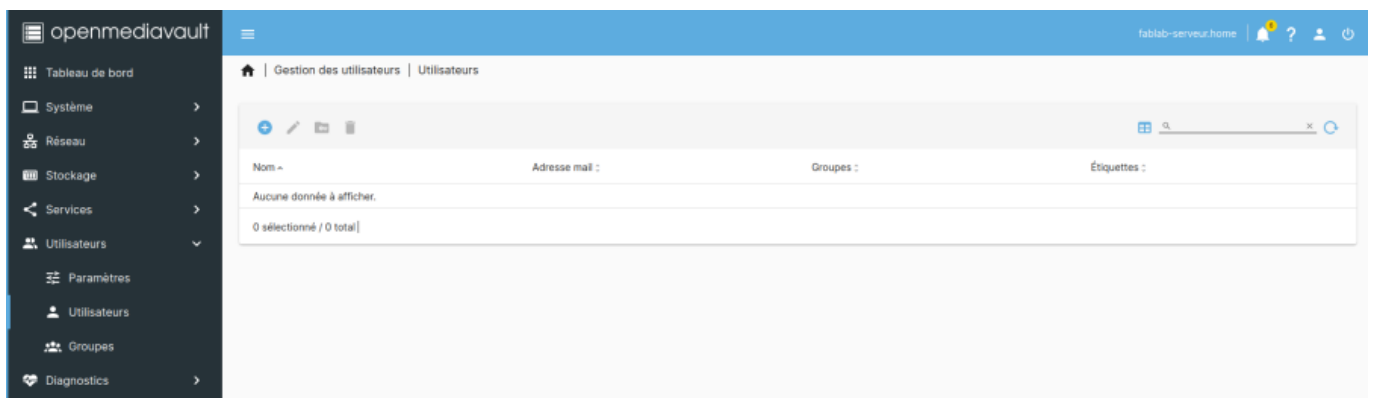 openmediavault
fablab-serveur.home
?
Tableau de bord
Système
Réseau
Stockage
Services
Utilisateurs
Paramètres
Utilisateurs
Groupes
Diagnostics
Gestion des utilisateurs | Utilisateurs
Nom Adresse mail Groupes Étiquettes
Aucune donnée à afficher.
0 sélectionné / 0 total